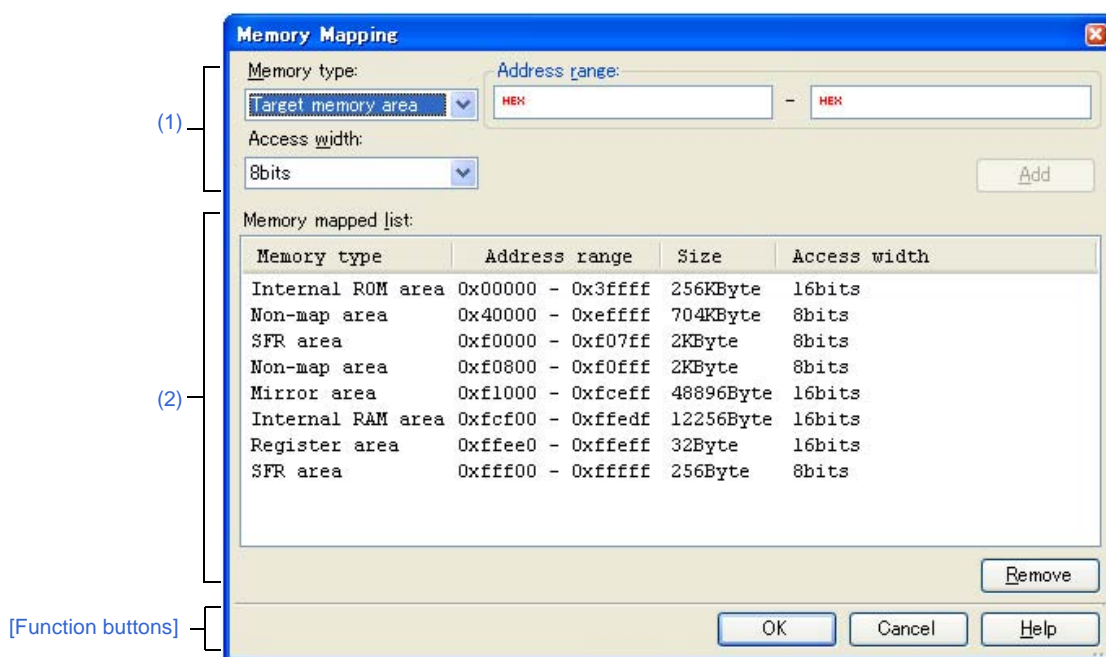 Memory Mapping
Memory type:
Address range:
Target memory area
HEX - HEX
(1)
Access width:
8bits
Add
Memory mapped list:
Memory type Address range Size Access width
Internal ROM area 0x00000 - 0x3ffff 256KByte 16bits
Non-map area 0x40000 - 0xeffff 704KByte 8bits
SFR area 0xf0000 - 0xf07ff 2KByte 8bits
Non-map area 0xf0800 - 0xf0fff 2KByte 8bits
(2)
Mirror area 0xf1000 - 0xfceff 48896Byte 16bits
Internal RAM area 0xfcf00 - 0xffedf 12256Byte 16bits
Register area 0xffee0 - 0xffeff 32Byte 16bits
SFR area 0xfff00 - 0xfffff 256Byte 8bits
Remove
[Function buttons]
OK Cancel Help